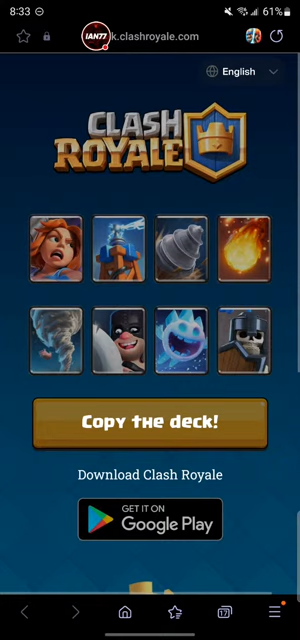 8:33
61%
IAN77
k.clashroyale.com
English
CLASH
ROYALE
Copy the deck!
Download Clash Royale
GET IT ON
Google Play
17